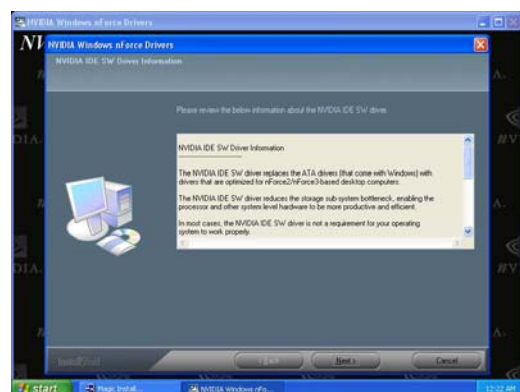 NVIDIA Windows nForce Drivers
NVIDIA Windows nForce Drivers
NVIDIA IDE SW Driver Information
Please review the below information about the NVIDIA IDE SW driver.
NVIDIA IDE SW Driver Information
The NVIDIA IDE SW driver replaces the ATA drivers (that come with Windows) with
drivers that are optimized for nForce2/nForce3-based desktop computers.
The NVIDIA IDE SW driver reduces the storage sub-system bottleneck, enabling the
processor and other system level hardware to be more productive and efficient.
In most cases, the NVIDIA IDE SW driver is not a requirement for your operating
system to work properly.
InstallShield
< Back
Next >
Cancel
start
Magic Install...
NVIDIA Windows nFo...
12:22 AM